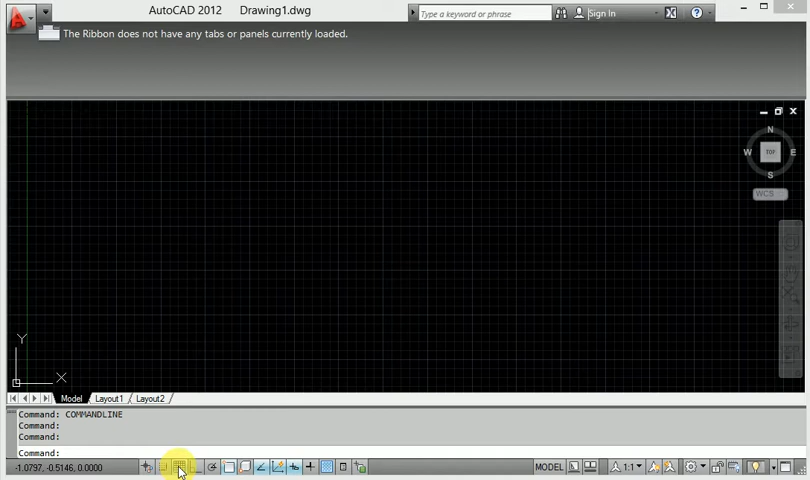 AutoCAD 2012 Drawing1.dwg
Type a keyword or phrase
Sign In
The Ribbon does not have any tabs or panels currently loaded.
N
W TOP E
S
WCS
Y
X
Model Layout1 Layout2
Command: COMMANDLINE
Command:
Command:
Command:
-1.0797, -0.5146, 0.0000
MODEL
1:1